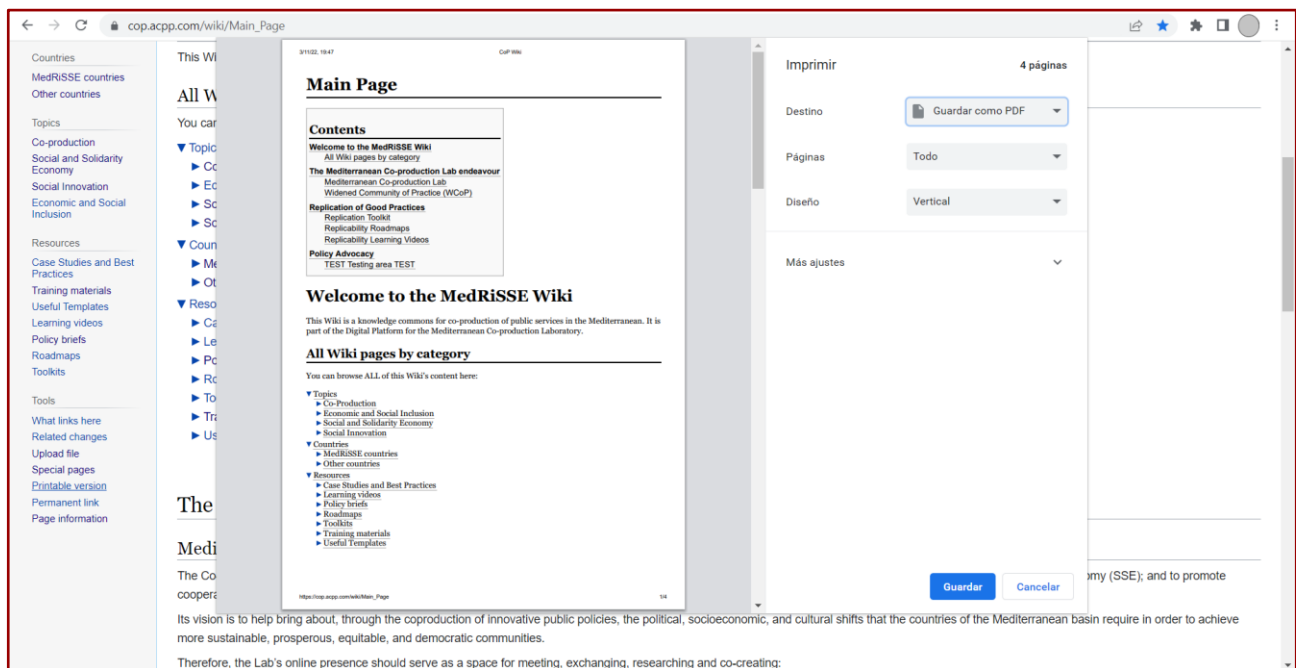 cop.acpp.com/wiki/Main_Page
Countries
MedRiSSE countries
Other countries
Topics
Co-production
Social and Solidarity
Economy
Social Innovation
Economic and Social
Inclusion
Resources
Case Studies and Best
Practices
Training materials
Useful Templates
Learning videos
Policy briefs
Roadmaps
Toolkits
Tools
What links here
Related changes
Upload file
Special pages
Printable version
Permanent link
Page information
This Wi
All W
You car
▼ Topic
► Co
► Ec
► So
► So
▼ Coun
► Me
► Ot
▼ Reso
► Ca
► Le
► Po
► Ro
► To
► Tra
► Us
The
Medi
The Co
omy (SSE); and to promote
coopera
Its vision is to help bring about, through the coproduction of innovative public policies, the political, socioeconomic, and cultural shifts that the countries of the Mediterranean basin require in order to achieve
more sustainable, prosperous, equitable, and democratic communities.
Therefore, the Lab's online presence should serve as a space for meeting, exchanging, researching and co-creating:
3/11/22, 19:47
CoP Wiki
Main Page
Contents
Welcome to the MedRiSSE Wiki
All Wiki pages by category
The Mediterranean Co-production Lab endeavour
Mediterranean Co-production Lab
Widened Community of Practice (WCoP)
Replication of Good Practices
Replication Toolkit
Replicability Roadmaps
Replicability Learning Videos
Policy Advocacy
TEST Testing area TEST
Welcome to the MedRiSSE Wiki
This Wiki is a knowledge commons for co-production of public services in the Mediterranean. It is
part of the Digital Platform for the Mediterranean Co-production Laboratory.
All Wiki pages by category
You can browse ALL of this Wiki's content here:
▼ Topics
► Co-Production
► Economic and Social Inclusion
► Social and Solidarity Economy
► Social Innovation
▼ Countries
► MedRiSSE countries
► Other countries
▼ Resources
► Case Studies and Best Practices
► Learning videos
► Policy briefs
► Roadmaps
► Toolkits
► Training materials
► Useful Templates
https://cop.acpp.com/wiki/Main_Page
1/4
Imprimir
4 páginas
Destino
Guardar como PDF
Páginas
Todo
Diseño
Vertical
Más ajustes
Guardar
Cancelar